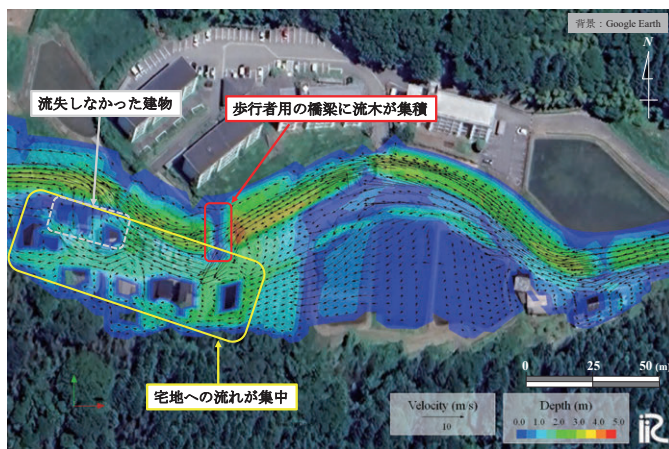 背景：Google Earth
N
流失しなかった建物
歩行者用の橋梁に流木が集積
宅地への流れが集中
0 25 50 (m)
Velocity (m/s)
10
Depth (m)
0.0 1.0 2.0 3.0 4.0 5.0
iRIC